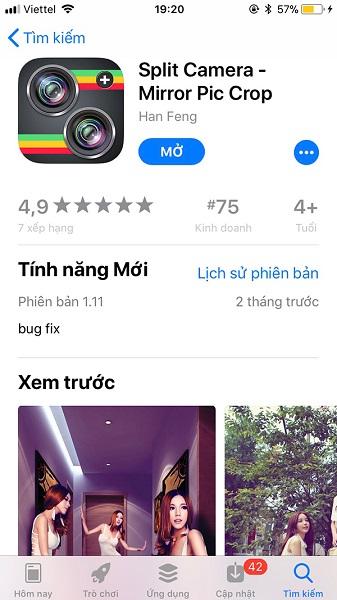 Viettel
19:20
57%
Tìm kiếm
Split Camera -
Mirror Pic Crop
Han Feng
MỞ
4,9
#75
4+
7 xếp hạng
Kinh doanh
Tuổi
Tính năng Mới
Lịch sử phiên bản
Phiên bản 1.11
2 tháng trước
bug fix
Xem trước
42
Hôm nay
Trò chơi
Ứng dụng
Cập nhật
Tìm kiếm